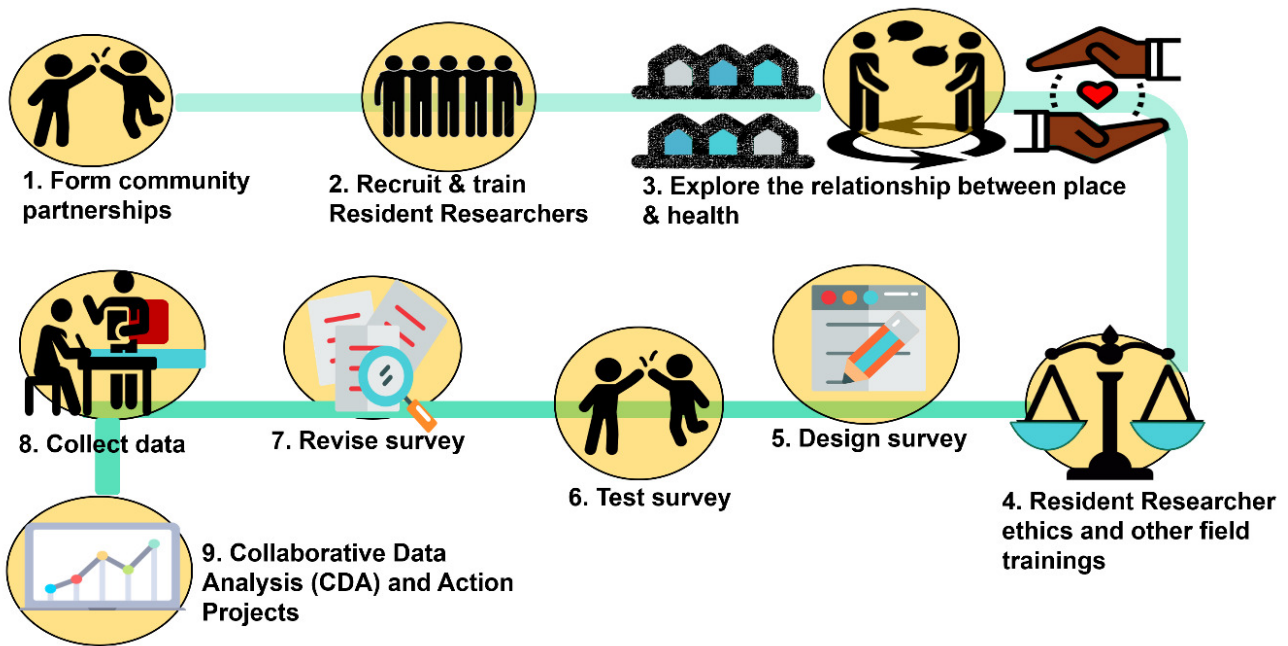 1. Form community
partnerships
2. Recruit & train
Resident Researchers
3. Explore the relationship between place
& health
4. Resident Researcher
ethics and other field
trainings
5. Design survey
6. Test survey
7. Revise survey
8. Collect data
9. Collaborative Data
Analysis (CDA) and Action
Projects